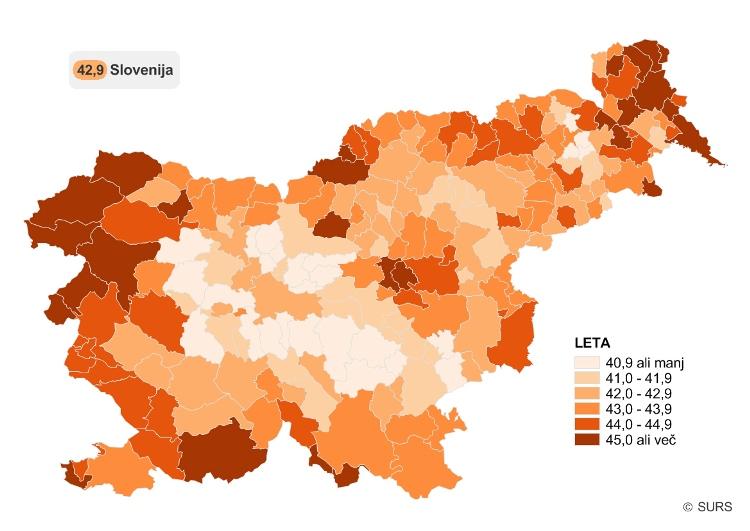 42,9 Slovenija
LETA
40,9 ali manj
41,0 - 41,9
42,0 - 42,9
43,0 - 43,9
44,0 - 44,9
45,0 ali več
© SURS